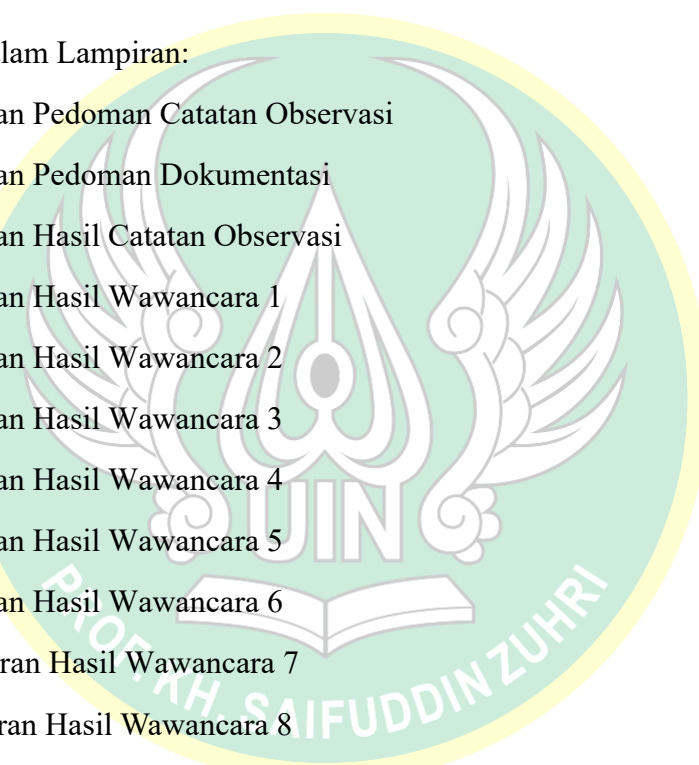 alam Lampiran:
an Pedoman Catatan Observasi
an Pedoman Dokumentasi
an Hasil Catatan Observasi
an Hasil Wawancara 1
an Hasil Wawancara 2
an Hasil Wawancara 3
an Hasil Wawancara 4
an Hasil Wawancara 5
an Hasil Wawancara 6
ran Hasil Wawancara 7
ran Hasil Wawancara 8
UIN
PROF. KH. SAIFUDDIN ZUHRI